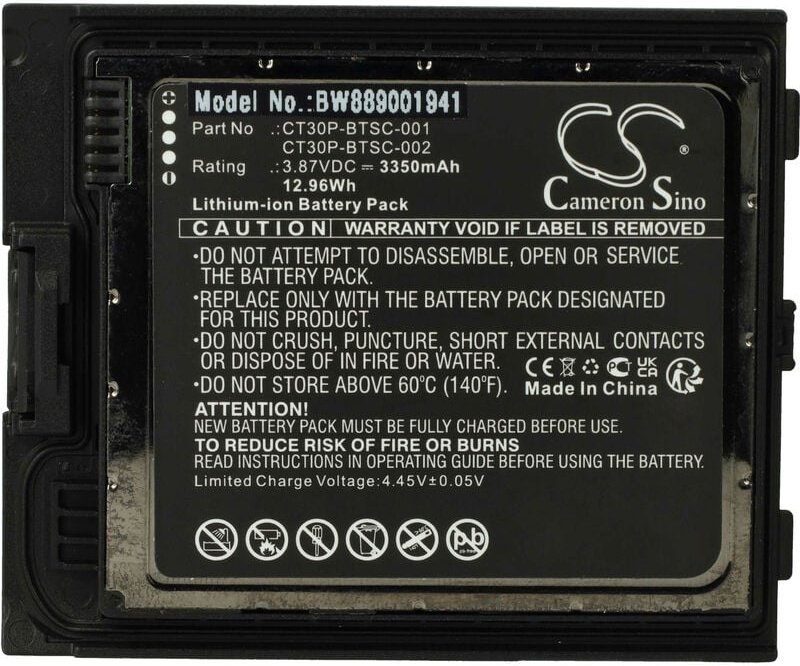 Model No.:BW889001941
Part No .:CT30P-BTSC-001
CT30P-BTSC-002
Rating .:3.87VDC ⎓ 3350mAh
12.96Wh
Lithium-ion Battery Pack
CS
®
Cameron Sino
CAUTION WARRANTY VOID IF LABEL IS REMOVED
•DO NOT ATTEMPT TO DISASSEMBLE, OPEN OR SERVICE
THE BATTERY PACK.
•REPLACE ONLY WITH THE BATTERY PACK DESIGNATED
FOR THIS PRODUCT.
•DO NOT CRUSH, PUNCTURE, SHORT EXTERNAL CONTACTS
OR DISPOSE OF IN FIRE OR WATER.
•DO NOT STORE ABOVE 60℃ (140℉).
CE UK CA
Made In China
ATTENTION!
NEW BATTERY PACK MUST BE FULLY CHARGED BEFORE USE.
TO REDUCE RISK OF FIRE OR BURNS
READ INSTRUCTIONS IN OPERATING GUIDE BEFORE USING THE BATTERY.
Limited Charge Voltage:4.45V±0.05V
Pb